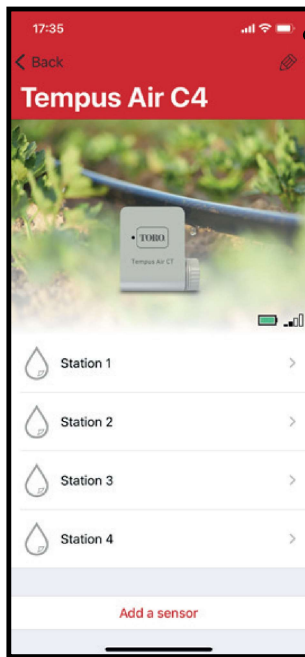 17:35
Back
Tempus Air C4
TORO
Tempus Air CT
Station 1
Station 2
Station 3
Station 4
Add a sensor